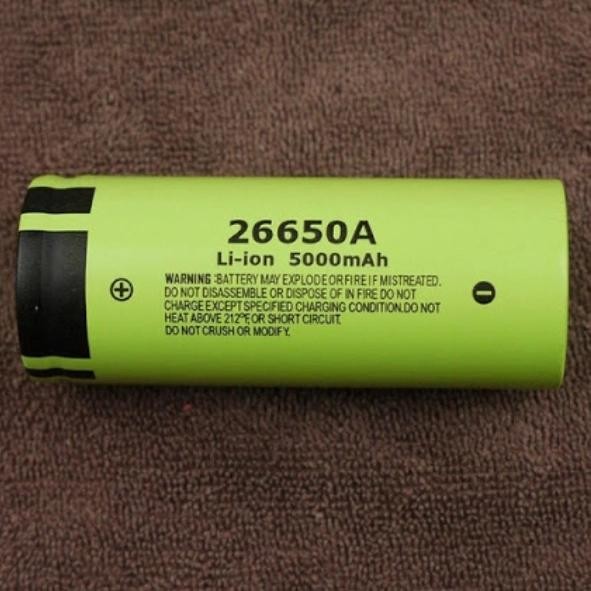 26650A
Li-ion 5000mAh
WARNING :BATTERY MAY EXPLODE OR FIRE IF MISTREATED.
DO NOT DISASSEMBLE OR DISPOSE OF IN FIRE DO NOT
CHARGE EXCEPT SPECIFIED CHARGING CONDITION.DO NOT
HEAT ABOVE 212°F, OR SHORT CIRCUIT.
DO NOT CRUSH OR MODIFY.